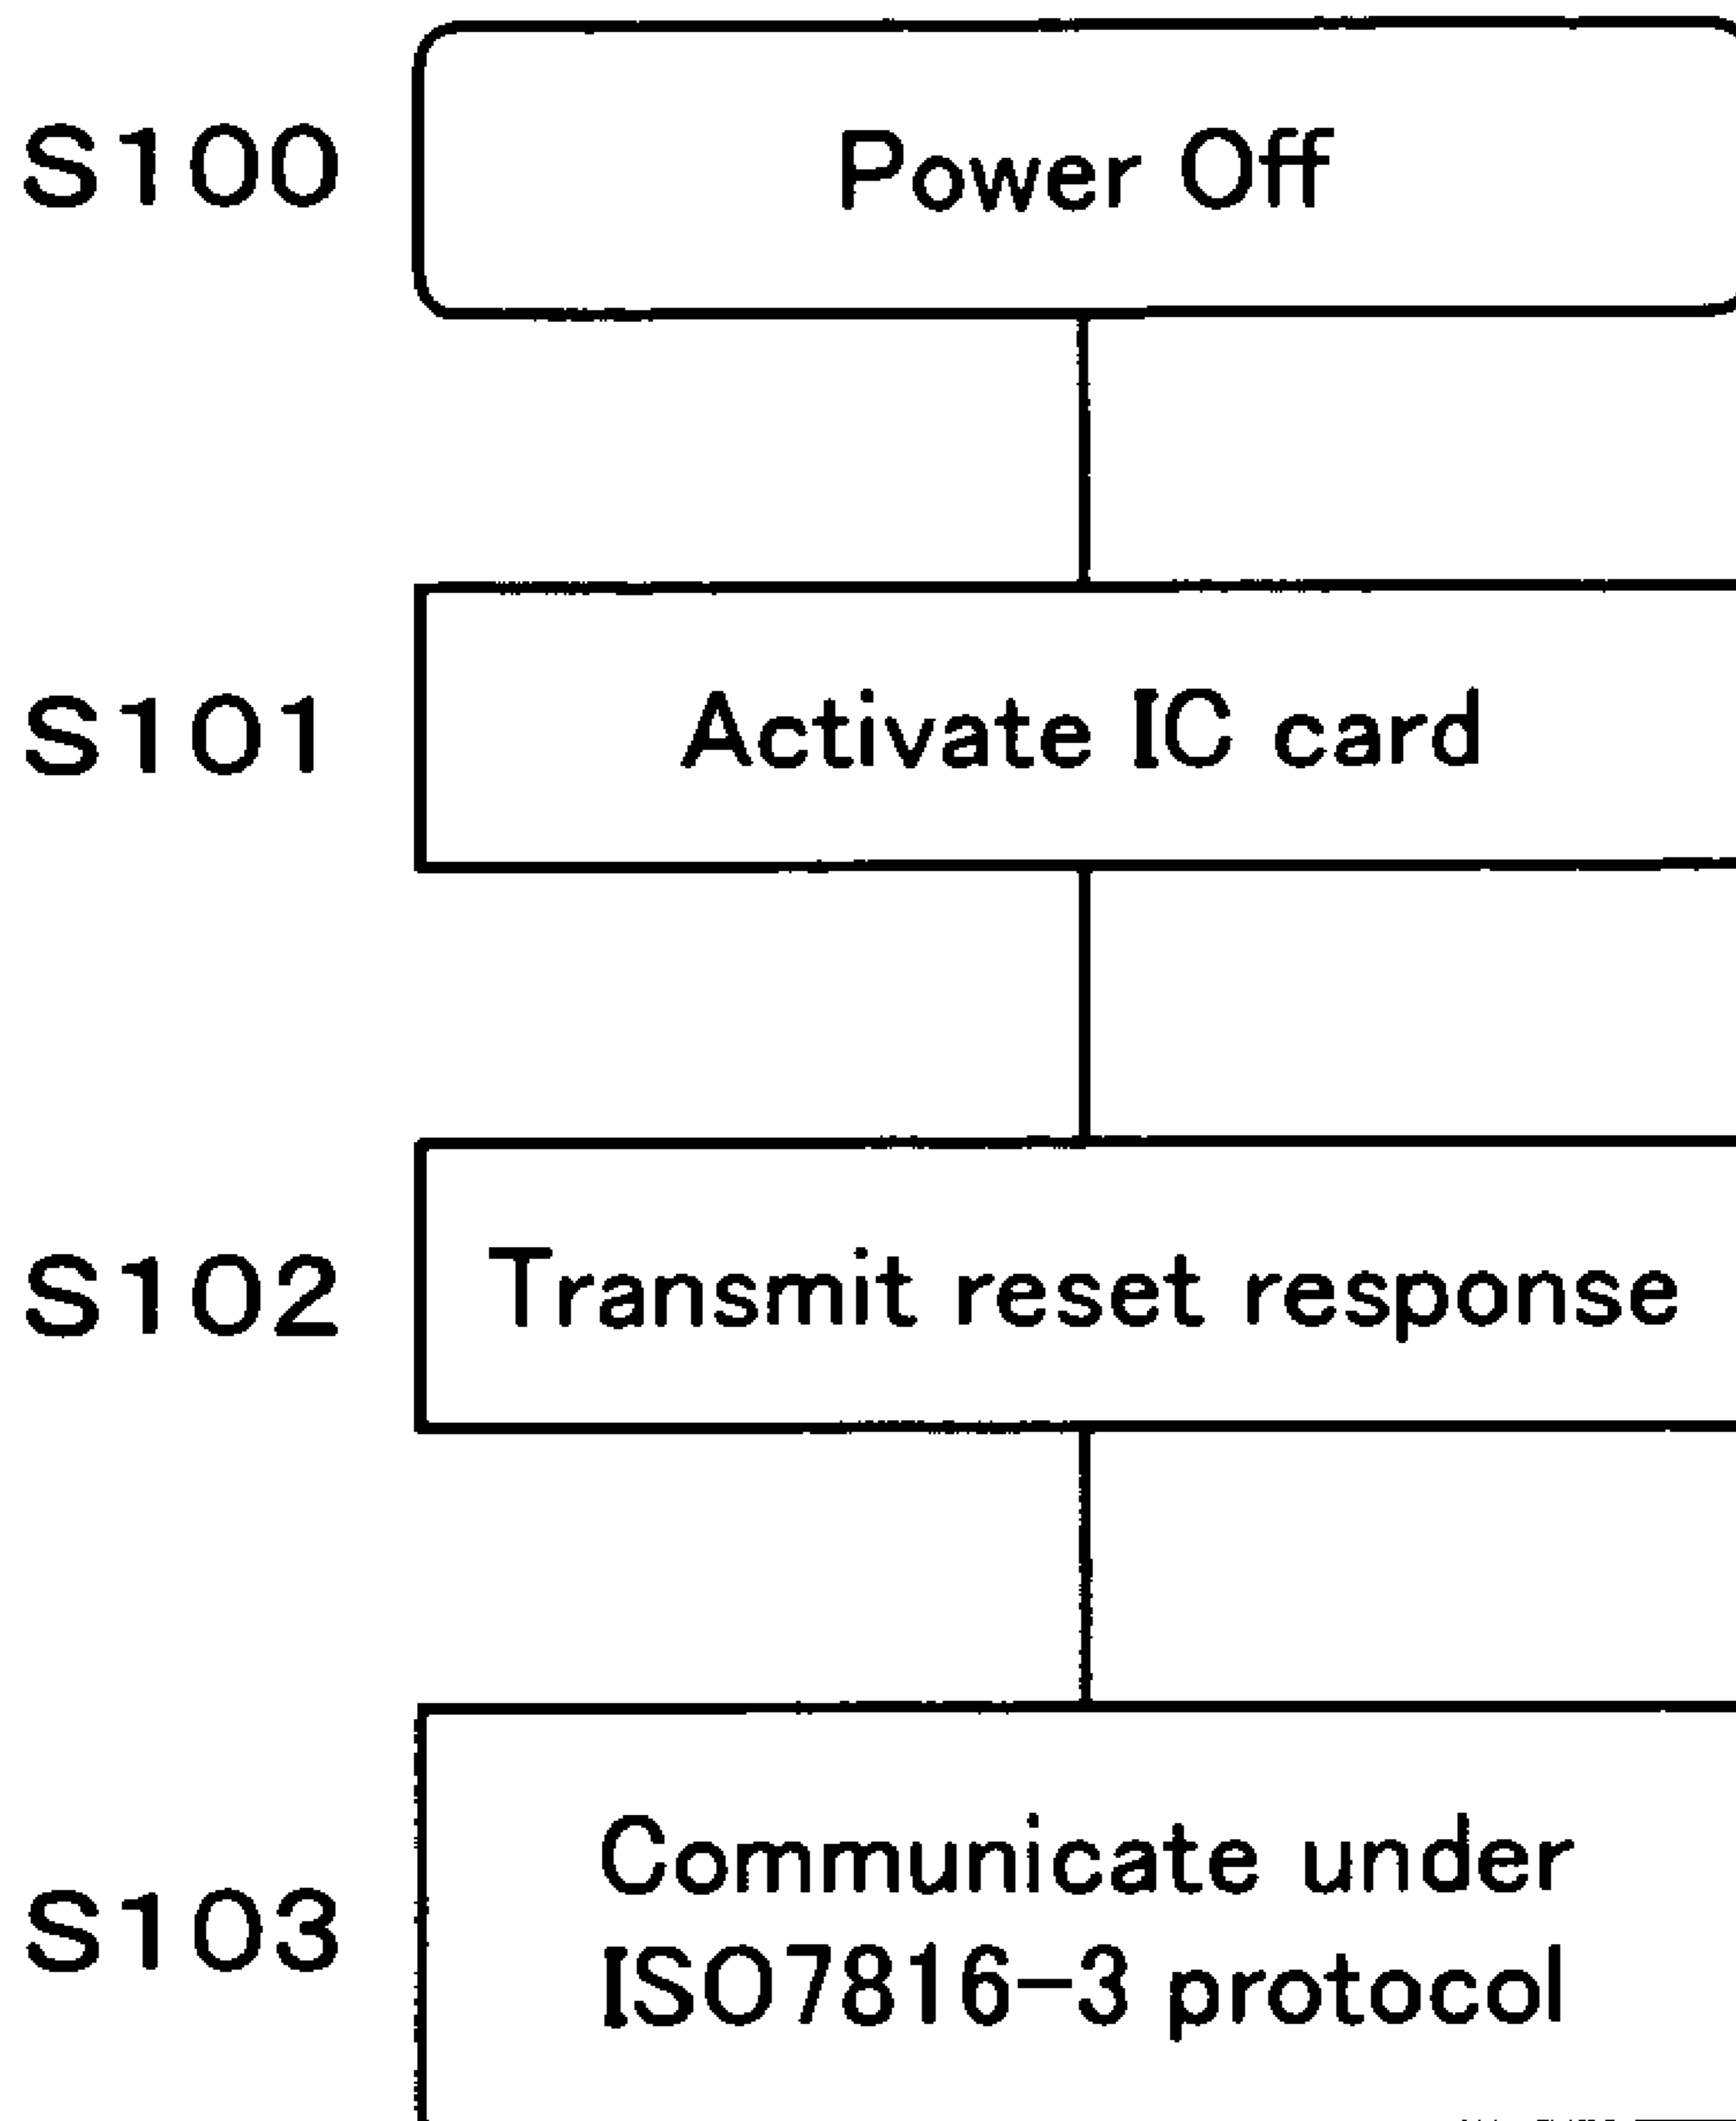 S100 Power Off
S101 Activate IC card
S102 Transmit reset response
S103 Communicate under
ISO7816-3 protocol